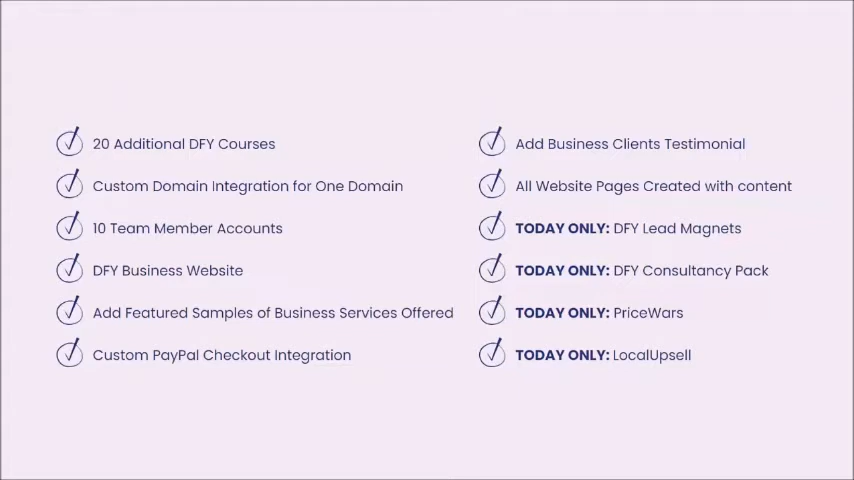 20 Additional DFY Courses
Custom Domain Integration for One Domain
10 Team Member Accounts
DFY Business Website
Add Featured Samples of Business Services Offered
Custom PayPal Checkout Integration
Add Business Clients Testimonial
All Website Pages Created with content
TODAY ONLY: DFY Lead Magnets
TODAY ONLY: DFY Consultancy Pack
TODAY ONLY: PriceWars
TODAY ONLY: LocalUpsell